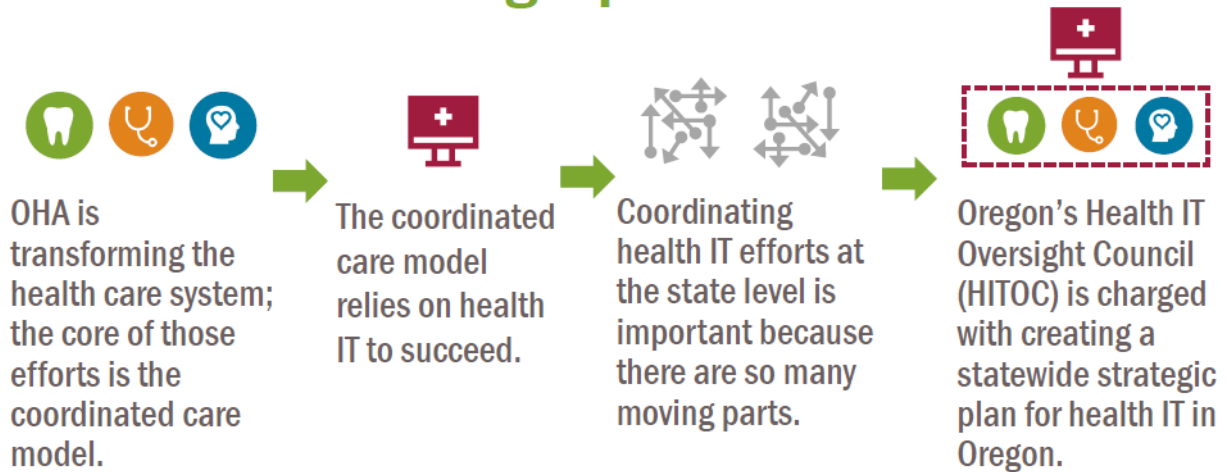 OHA is
transforming the
health care system;
the core of those
efforts is the
coordinated care
model.
The coordinated
care model
relies on health
IT to succeed.
Coordinating
health IT efforts at
the state level is
important because
there are so many
moving parts.
Oregon's Health IT
Oversight Council
(HITOC) is charged
with creating a
statewide strategic
plan for health IT in
Oregon.